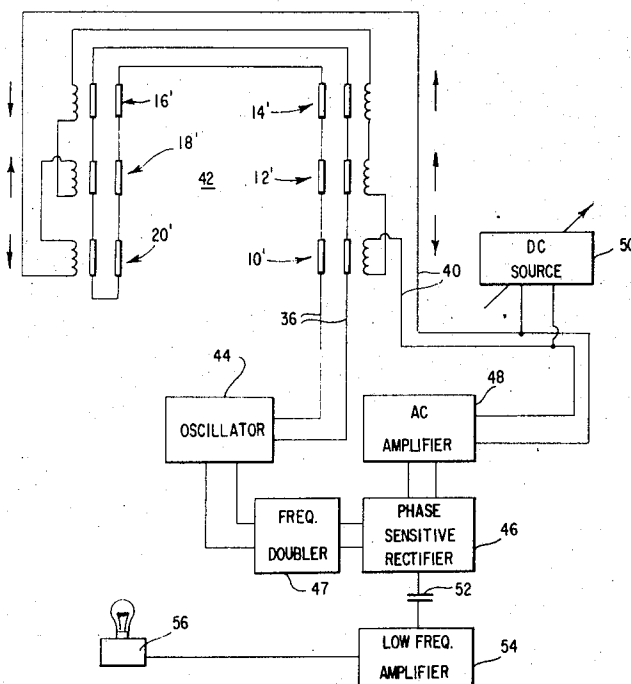 16'
14'
18'
42
12'
20'
10'
36
40
DC
SOURCE
50
44
OSCILLATOR
48
AC
AMPLIFIER
FREQ.
DOUBLER
47
PHASE
SENSITIVE
RECTIFIER
46
52
56
LOW FREQ.
AMPLIFIER
54